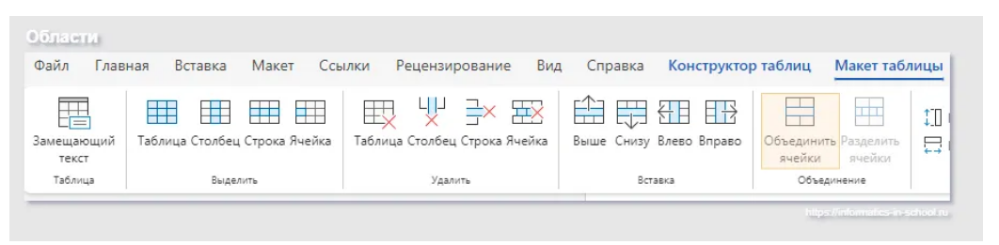 Области
Файл Главная Вставка Макет Ссылки Рецензирование Вид Справка Конструктор таблиц Макет таблицы
Замещающий текст
Таблица Столбец Строка Ячейка
Таблица Столбец Строка Ячейка
Выше Снизу Влево Вправо
Объединить ячейки
Разделить ячейки
Таблица Выделить Удалить Вставка Объединение
https://informatics-in-school.ru